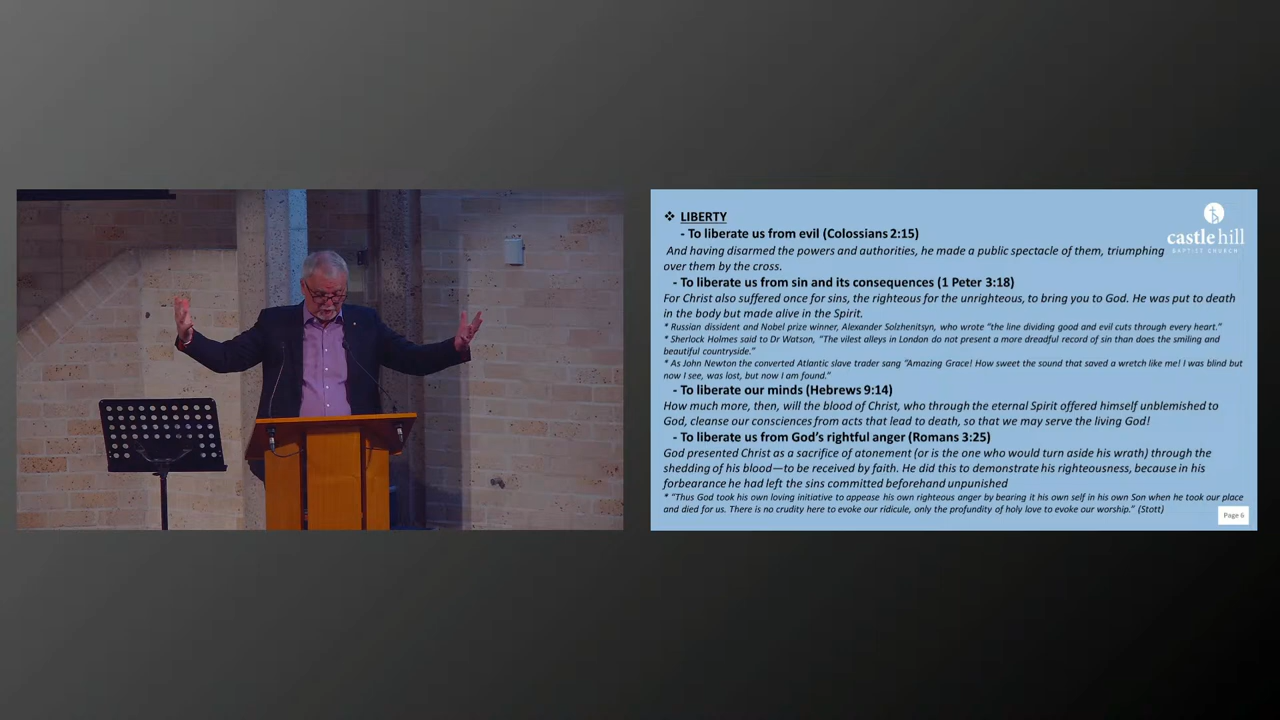 ❖ LIBERTY
- To liberate us from evil (Colossians 2:15)
And having disarmed the powers and authorities, he made a public spectacle of them, triumphing
over them by the cross.
- To liberate us from sin and its consequences (1 Peter 3:18)
For Christ also suffered once for sins, the righteous for the unrighteous, to bring you to God. He was put to death
in the body but made alive in the Spirit.
* Russian dissident and Nobel prize winner, Alexander Solzhenitsyn, who wrote “the line dividing good and evil cuts through every heart.”
* Sherlock Holmes said to Dr Watson, “The vilest alleys in London do not present a more dreadful record of sin than does the smiling and
beautiful countryside.”
* As John Newton the converted Atlantic slave trader sang “Amazing Grace! How sweet the sound that saved a wretch like me! I was blind but
now I see, was lost, but now I am found.”
- To liberate our minds (Hebrews 9:14)
How much more, then, will the blood of Christ, who through the eternal Spirit offered himself unblemished to
God, cleanse our consciences from acts that lead to death, so that we may serve the living God!
- To liberate us from God’s rightful anger (Romans 3:25)
God presented Christ as a sacrifice of atonement (or is the one who would turn aside his wrath) through the
shedding of his blood—to be received by faith. He did this to demonstrate his righteousness, because in his
forbearance he had left the sins committed beforehand unpunished
* “Thus God took his own loving initiative to appease his own righteous anger by bearing it his own self in his own Son when he took our place
and died for us. There is no crudity here to evoke our ridicule, only the profundity of holy love to evoke our worship.” (Stott)
castle hill
BAPTIST CHURCH
Page 6